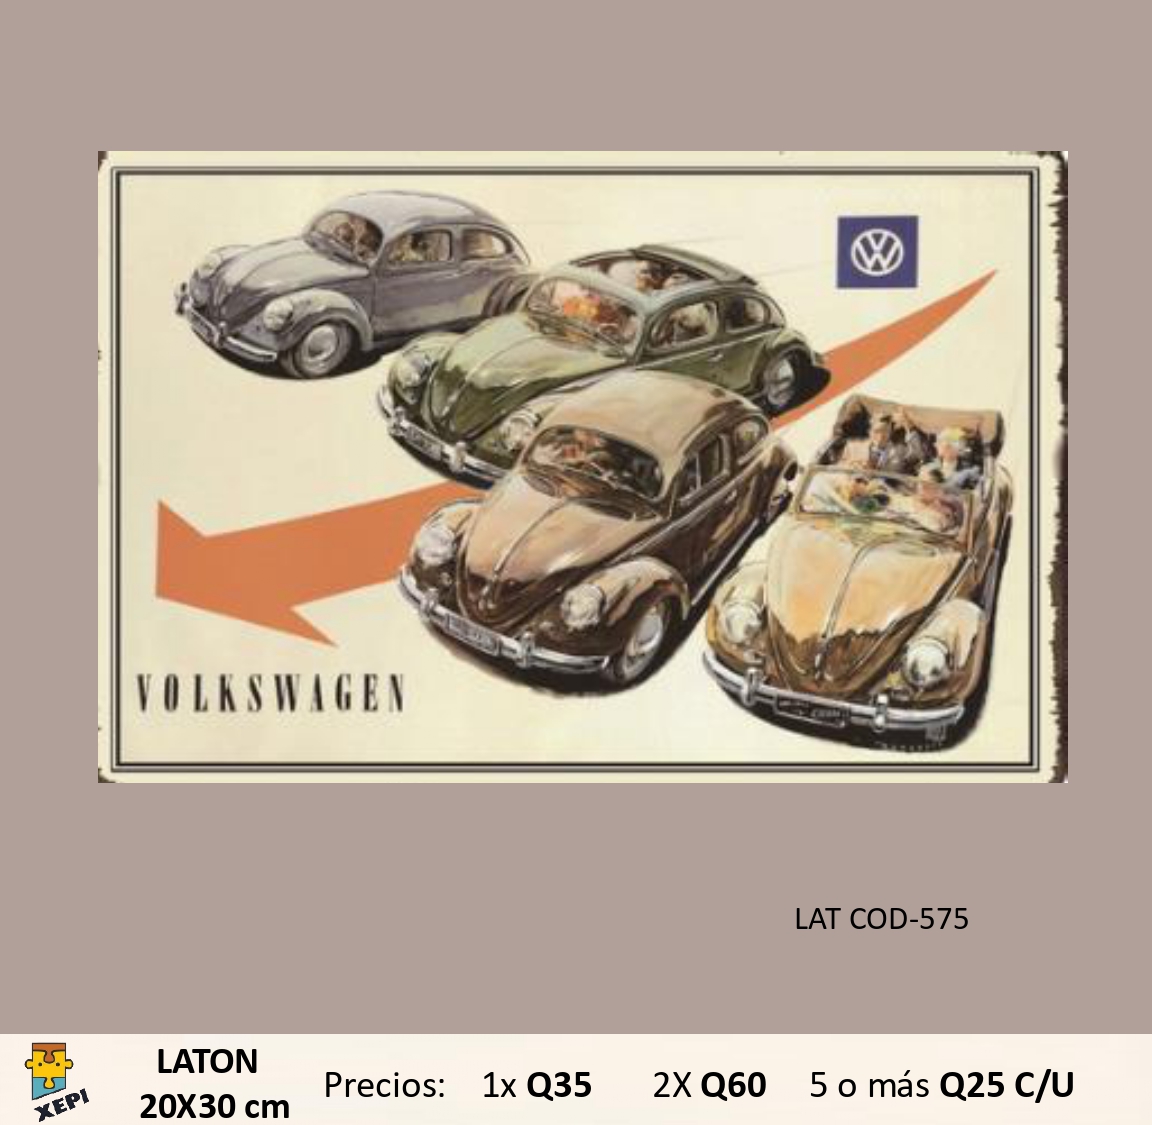 VOLKSWAGEN
LAT COD-575
LATON
20X30 cm
Precios: 1x Q35 2X Q60 5 o más Q25 C/U
XEPI